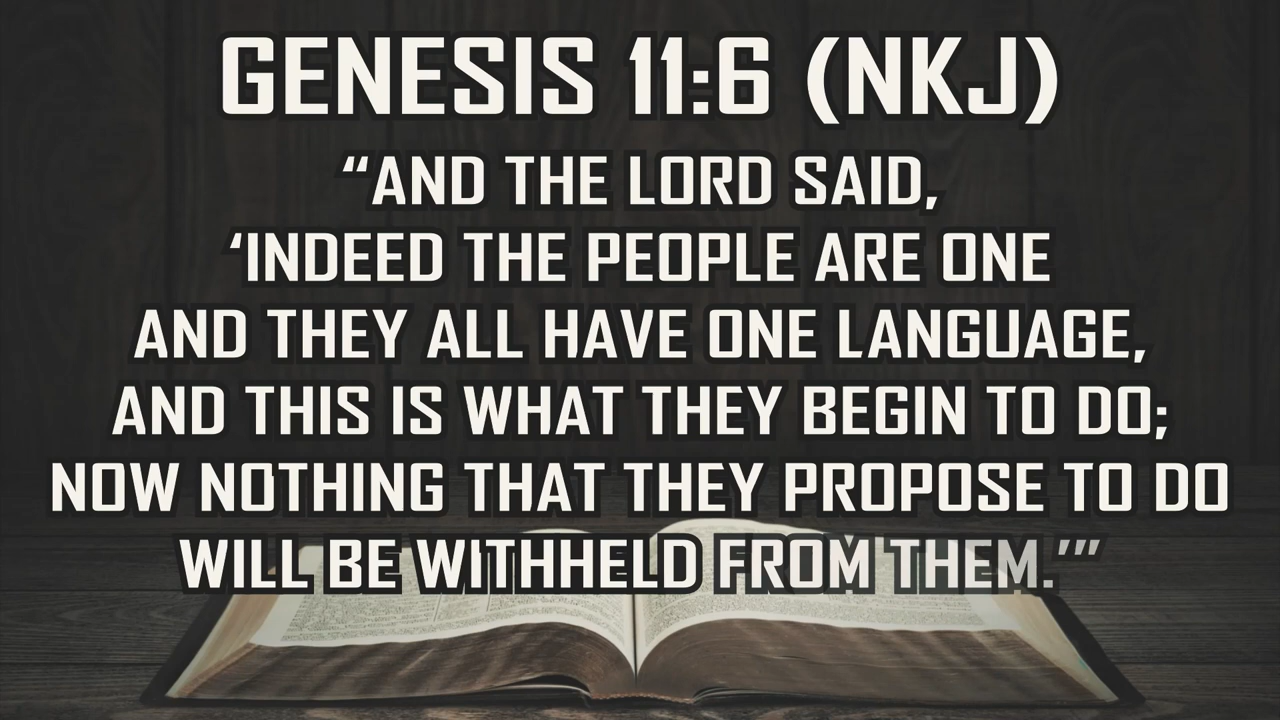 GENESIS 11:6 (NKJ)
“AND THE LORD SAID,
‘INDEED THE PEOPLE ARE ONE
AND THEY ALL HAVE ONE LANGUAGE,
AND THIS IS WHAT THEY BEGIN TO DO;
NOW NOTHING THAT THEY PROPOSE TO DO
WILL BE WITHHELD FROM THEM.’”